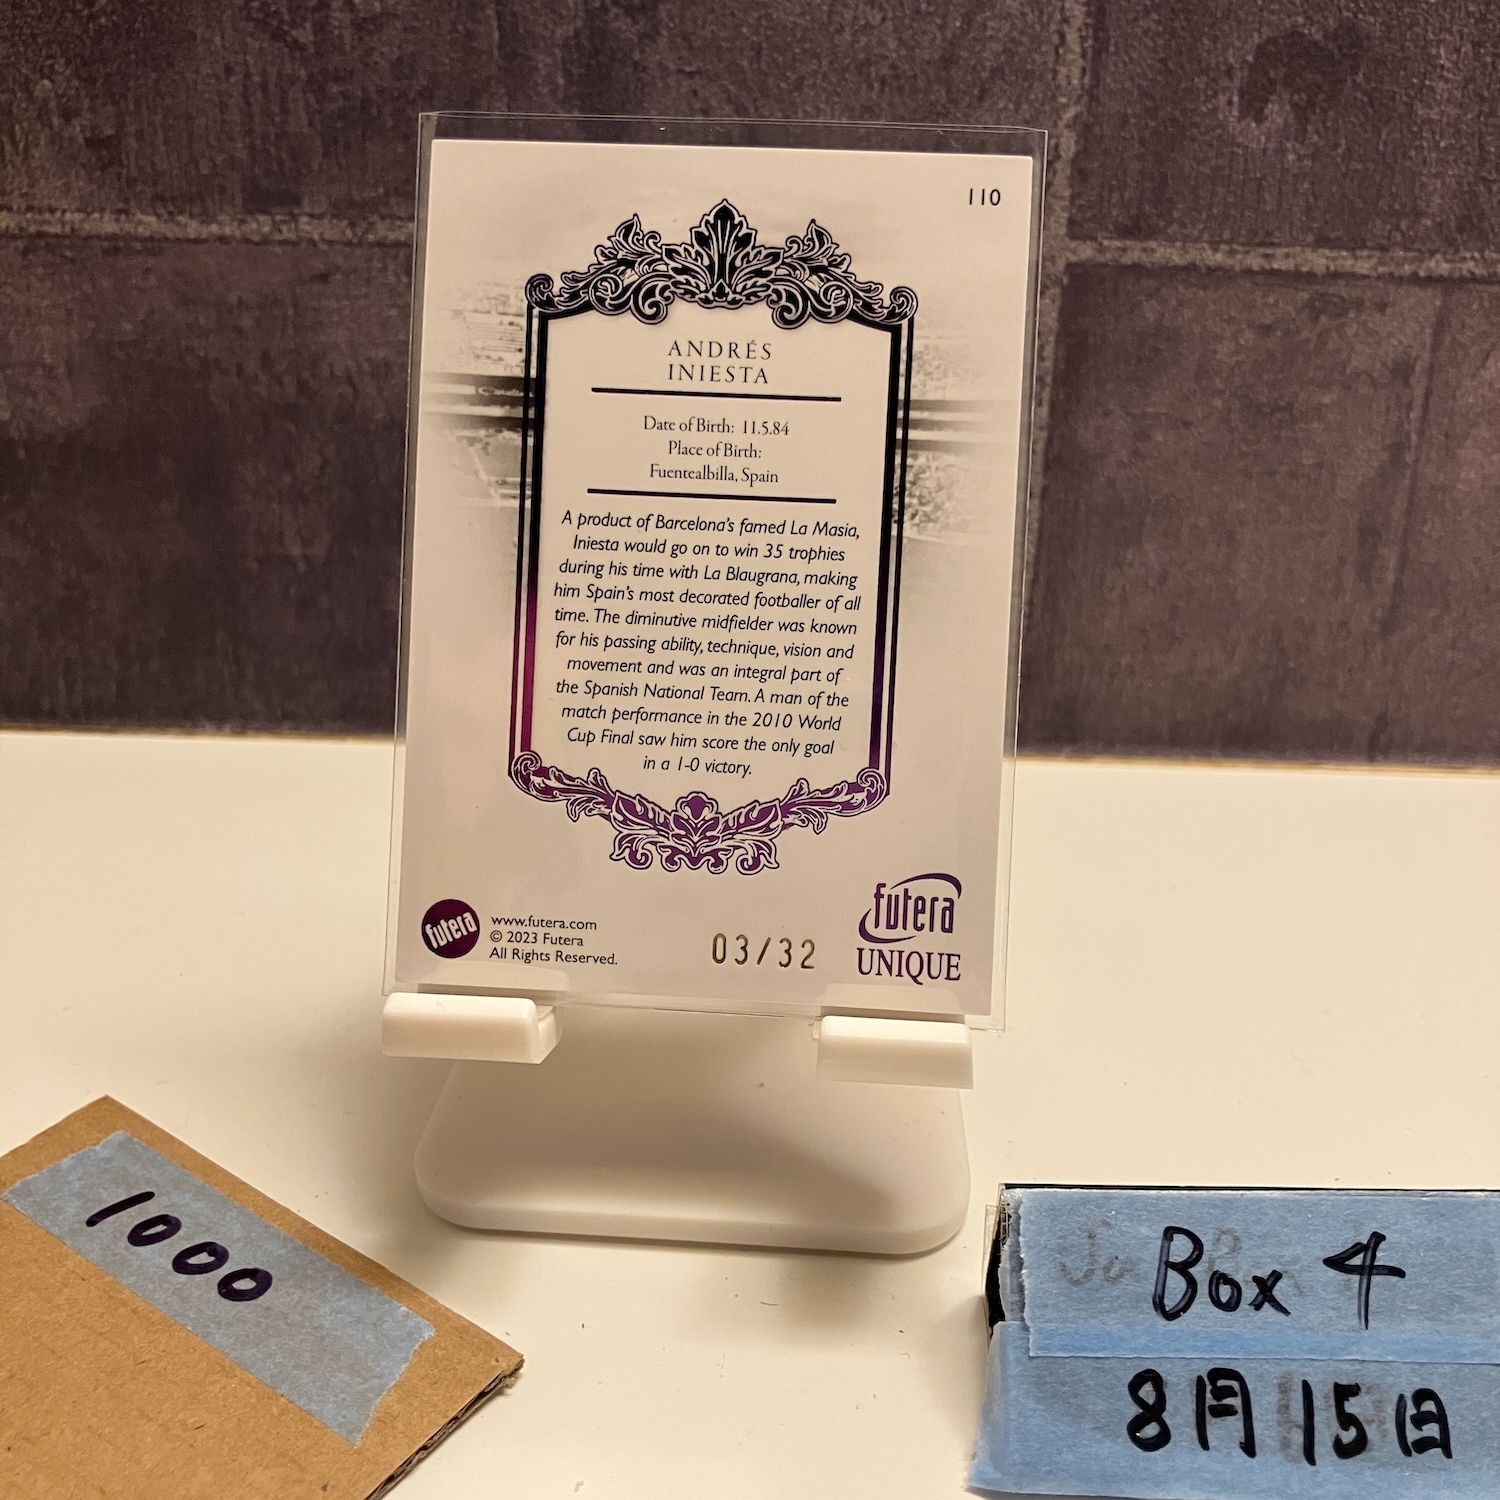 110
ANDRÉS
INIESTA
Date of Birth: 11.5.84
Place of Birth:
Fuentealbilla, Spain
A product of Barcelona's famed La Masia,
Iniesta would go on to win 35 trophies
during his time with La Blaugrana, making
him Spain's most decorated footballer of all
time. The diminutive midfielder was known
for his passing ability, technique, vision and
movement and was an integral part of
the Spanish National Team. A man of the
match performance in the 2010 World
Cup Final saw him score the only goal
in a 1-0 victory.
futera
www.futera.com
© 2023 Futera
All Rights Reserved.
03/32
futera
UNIQUE
1000
Box 4
8月15日